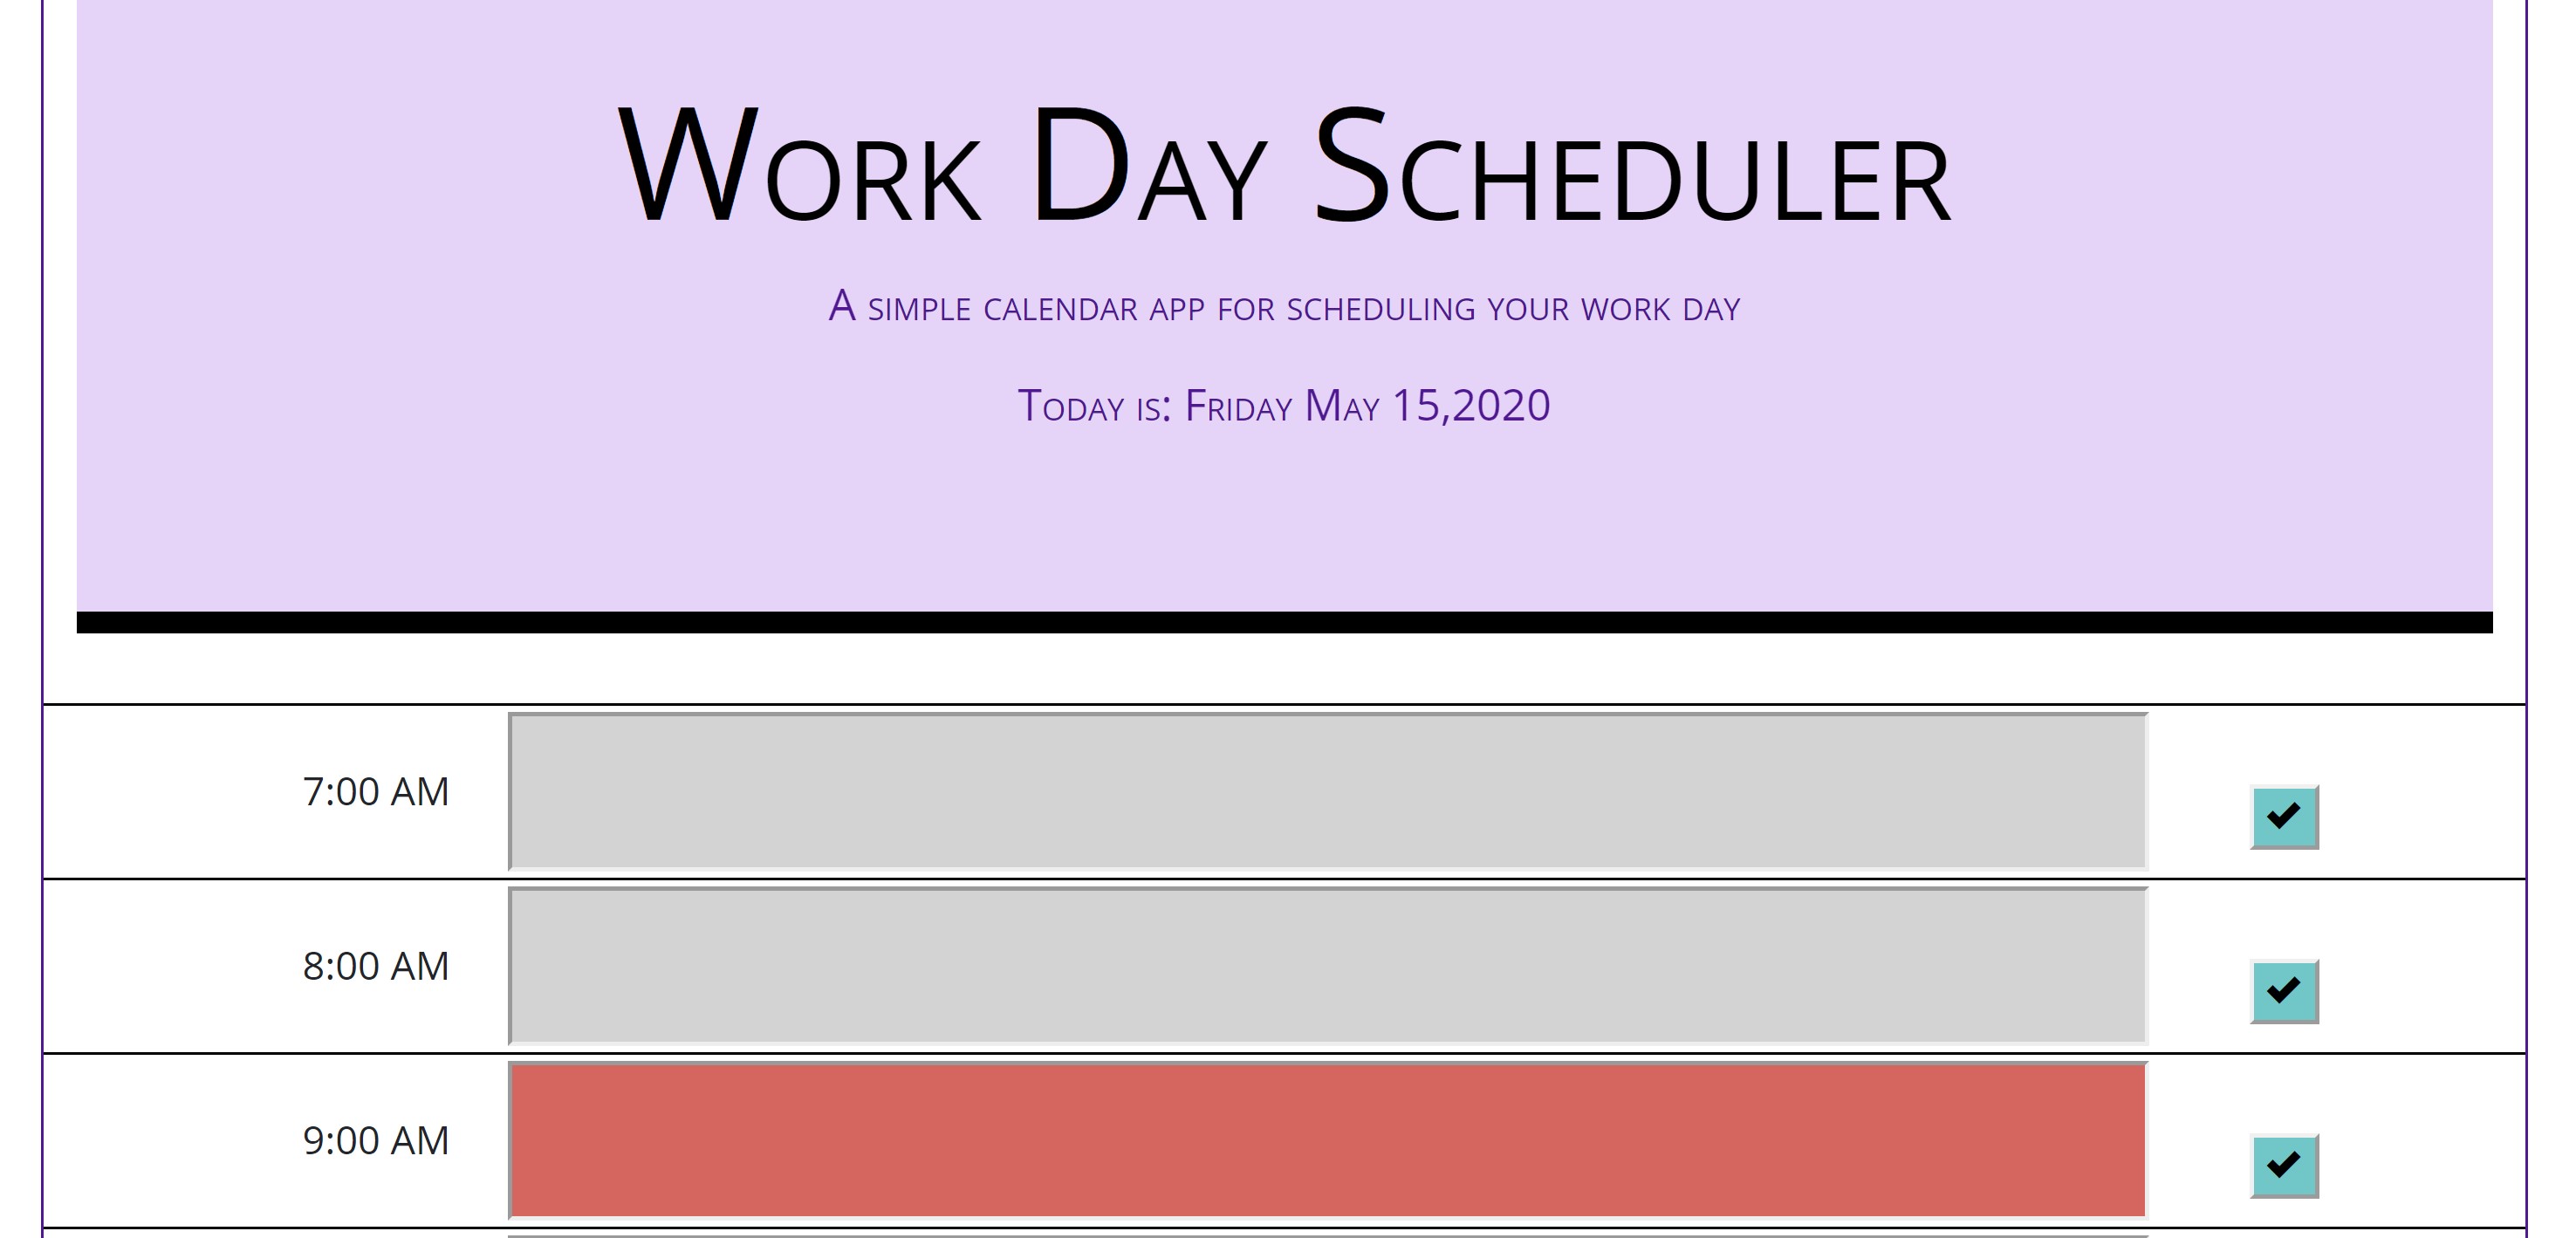 Work Day Scheduler
A simple calendar app for scheduling your work day
Today is: Friday May 15,2020
7:00 AM
8:00 AM
9:00 AM